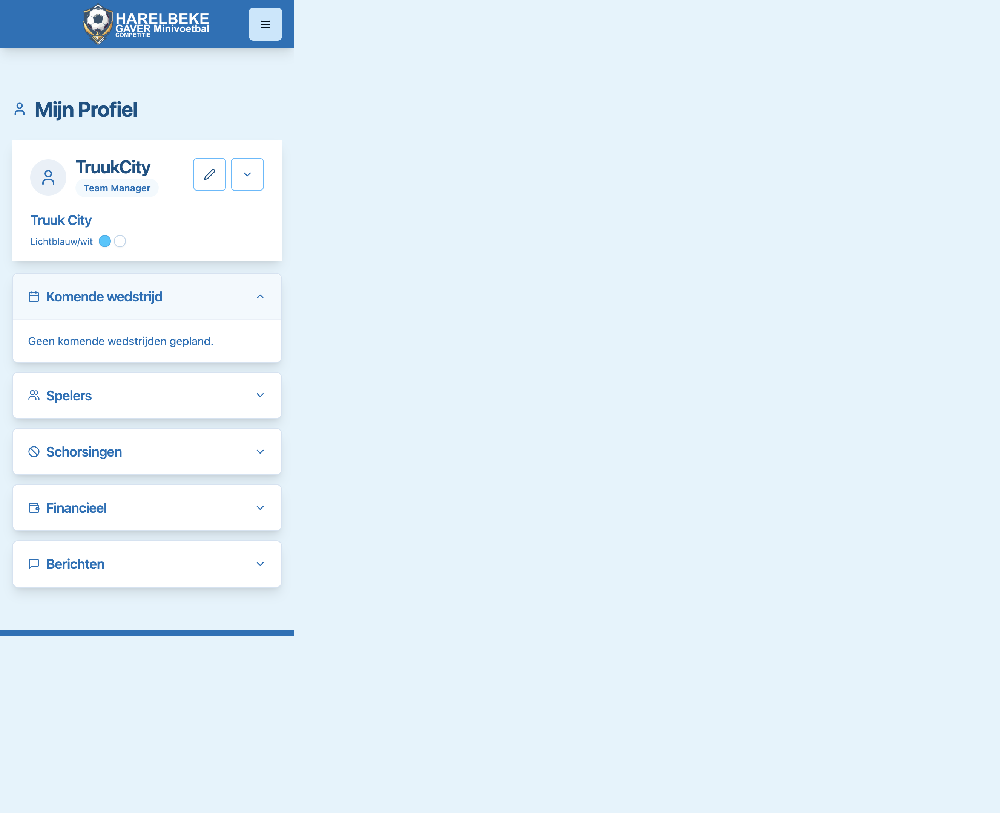 HARELBEKE
GAVER Minivoetbal
COMPETITIE
Mijn Profiel
TruukCity
Team Manager
Truuk City
Lichtblauw/wit
Komende wedstrijd
Geen komende wedstrijden gepland.
Spelers
Schorsingen
Financieel
Berichten